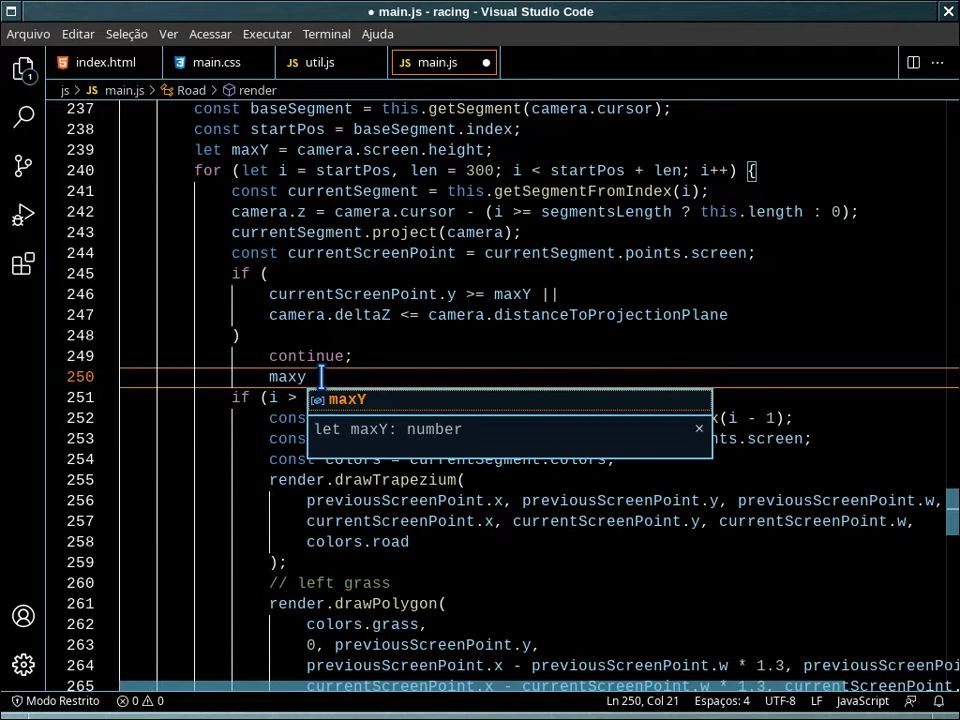 ● main.js - racing - Visual Studio Code
Arquivo Editar Seleção Ver Acessar Executar Terminal Ajuda
index.html main.css JS util.js JS main.js
js > JS main.js > Road > render
237 const baseSegment = this.getSegment(camera.cursor);
238 const startPos = baseSegment.index;
239 let maxY = camera.screen.height;
240 for (let i = startPos, len = 300; i < startPos + len; i++) {
241 const currentSegment = this.getSegmentFromIndex(i);
242 camera.z = camera.cursor - (i >= segmentsLength ? this.length : 0);
243 currentSegment.project(camera);
244 const currentScreenPoint = currentSegment.points.screen;
245 if (
246 currentScreenPoint.y >= maxY ||
247 camera.deltaZ <= camera.distanceToProjectionPlane
248 )
249 continue;
250 maxy
251 if (i >
maxY
252 cons x(i - 1);
let maxY: number ×
253 cons nts.screen;
254 const colors = currentSegment.colors;
255 render.drawTrapezium(
256 previousScreenPoint.x, previousScreenPoint.y, previousScreenPoint.w,
257 currentScreenPoint.x, currentScreenPoint.y, currentScreenPoint.w,
258 colors.road
259 );
260 // left grass
261 render.drawPolygon(
262 colors.grass,
263 0, previousScreenPoint.y,
264 previousScreenPoint.x - previousScreenPoint.w * 1.3, previousScreenPoi
265 currentScreenPoint.x - currentScreenPoint.w * 1.3, currentScreenPoint.
Modo Restrito 0 0 Ln 250, Col 21 Espaços: 4 UTF-8 LF JavaScript